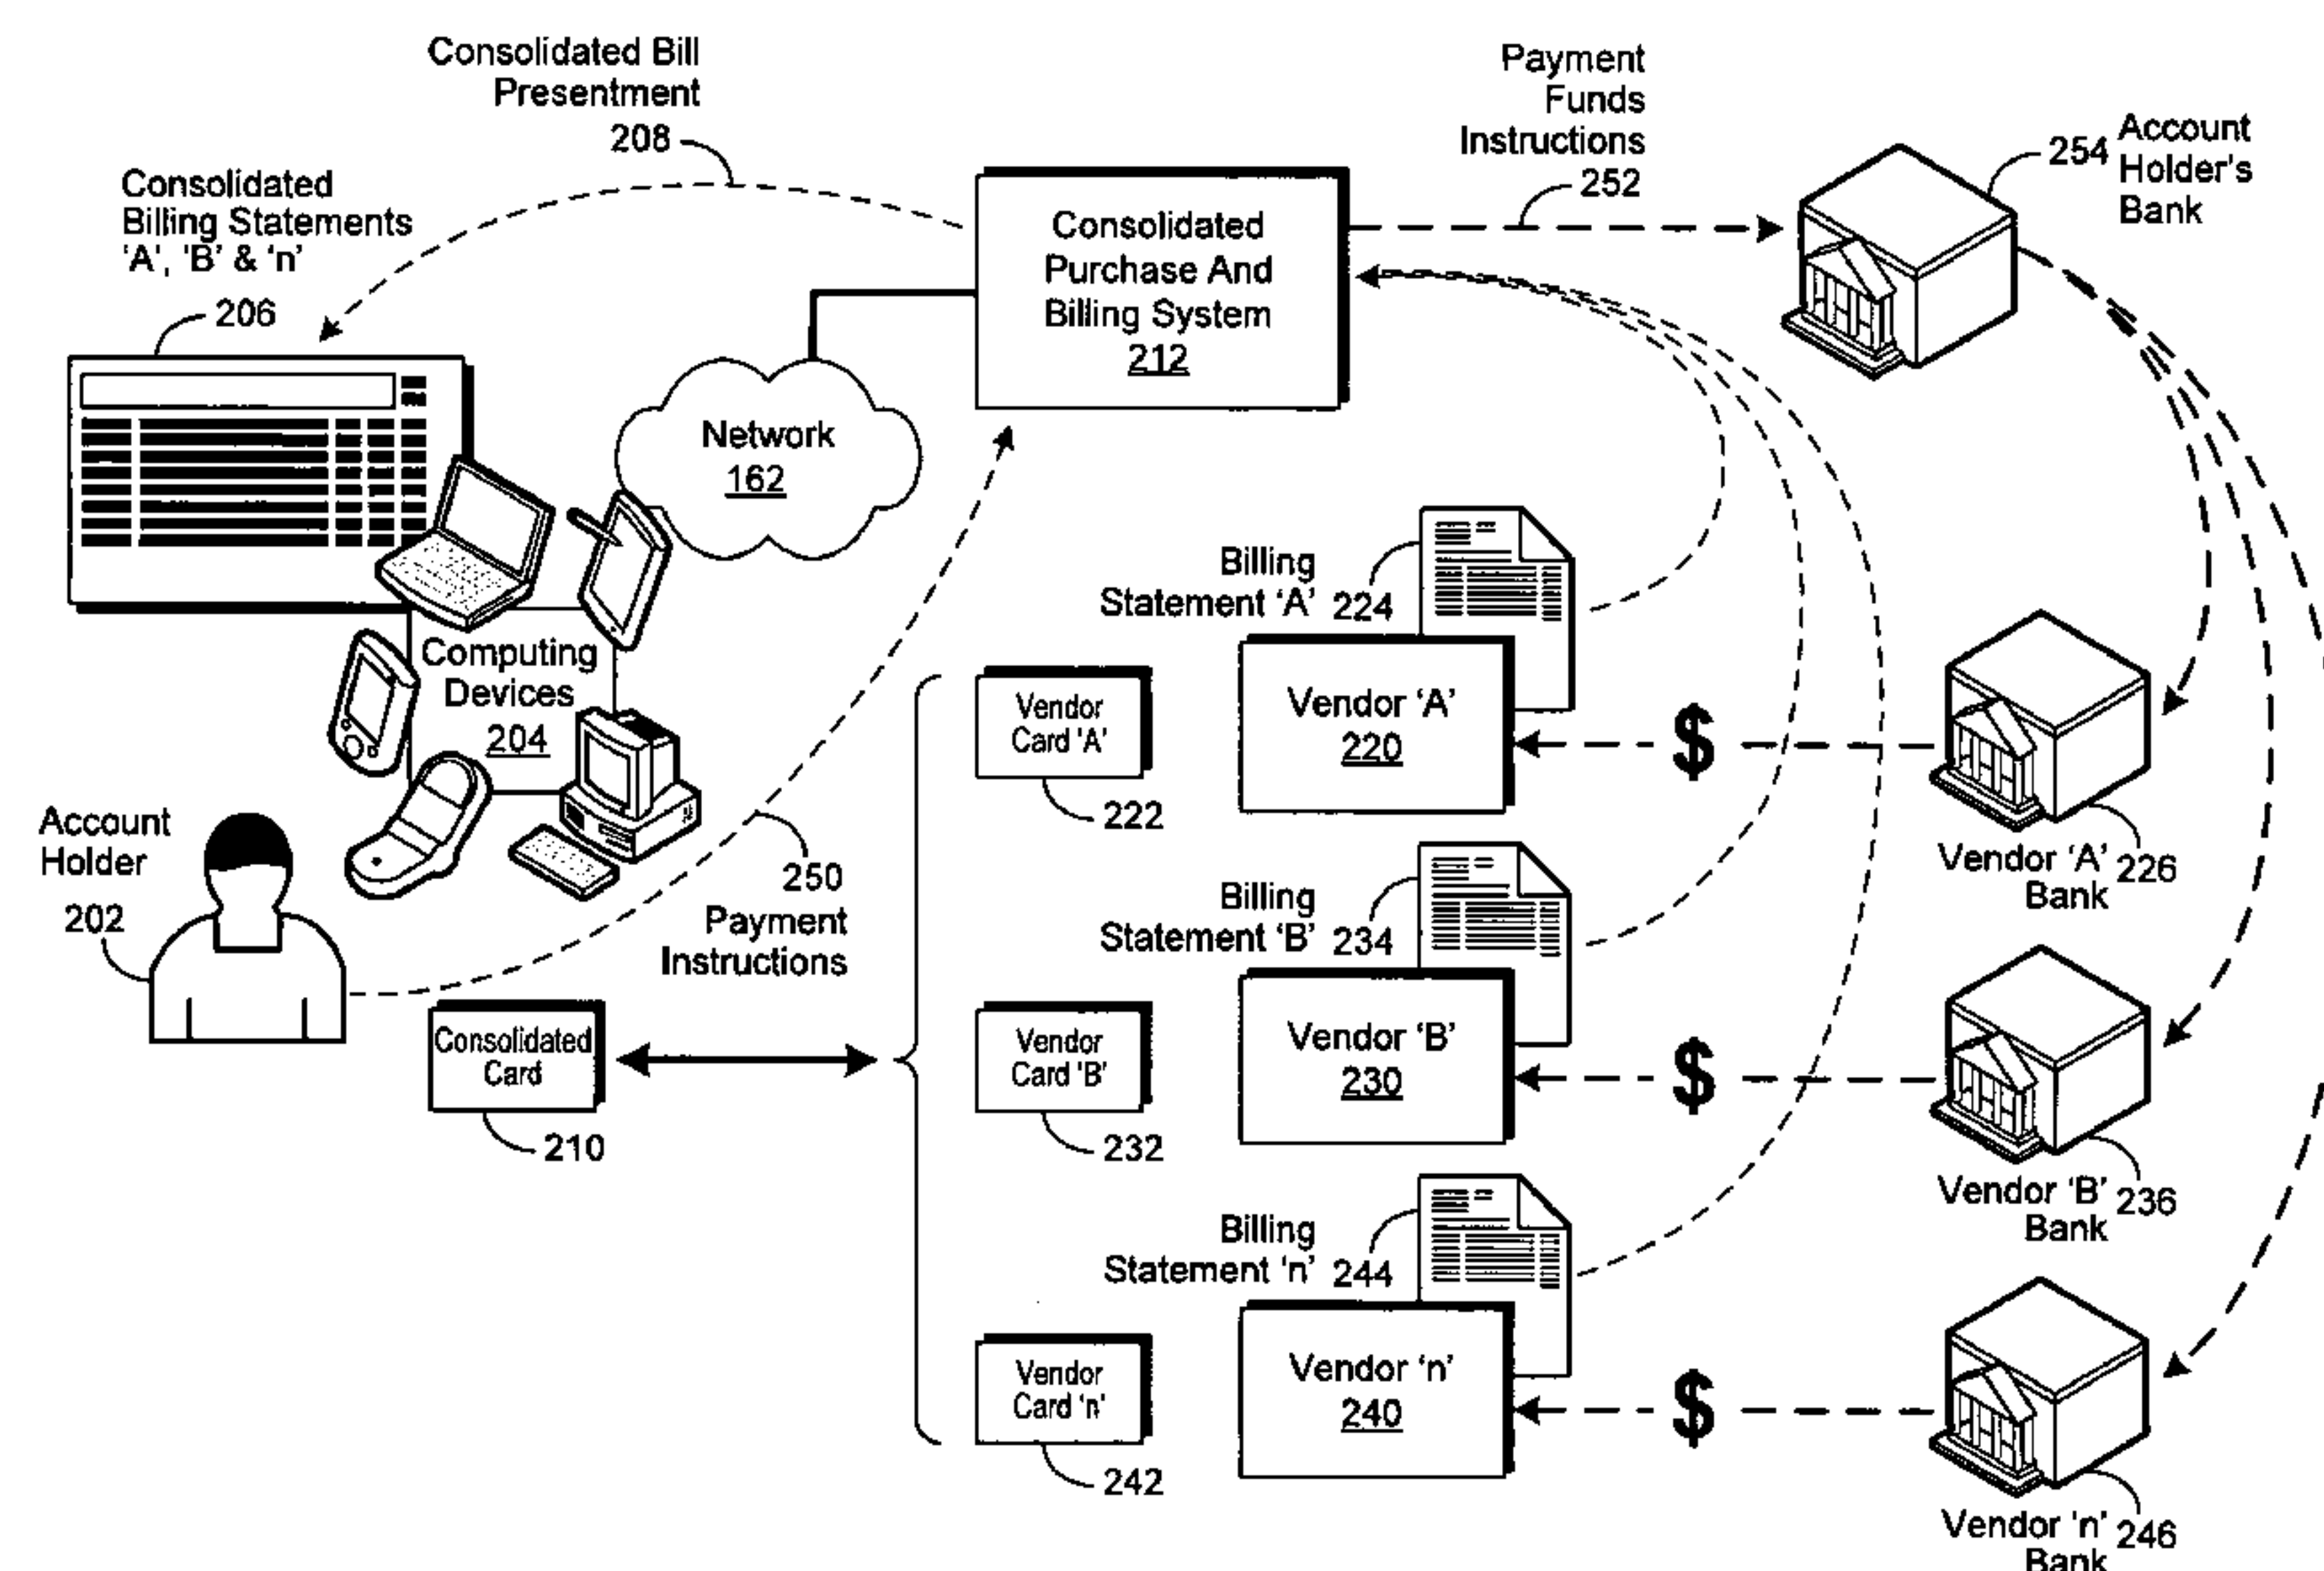 Consolidated Bill
Presentment
208
Consolidated
Billing Statements
'A', 'B' & 'n'
206
Payment
Funds
Instructions
252
254
Account
Holder's
Bank
Consolidated
Purchase And
Billing System
212
Network
162
Computing
Devices
204
Account
Holder
202
250
Payment
Instructions
Consolidated
Card
210
Billing
Statement 'A' 224
Vendor
Card 'A'
222
Vendor 'A'
220
$
Vendor 'A' 226
Bank
Billing
Statement 'B' 234
Vendor
Card 'B'
232
Vendor 'B'
230
$
Vendor 'B' 236
Bank
Billing
Statement 'n' 244
Vendor
Card 'n'
242
Vendor 'n'
240
$
Vendor 'n' 246
Bank